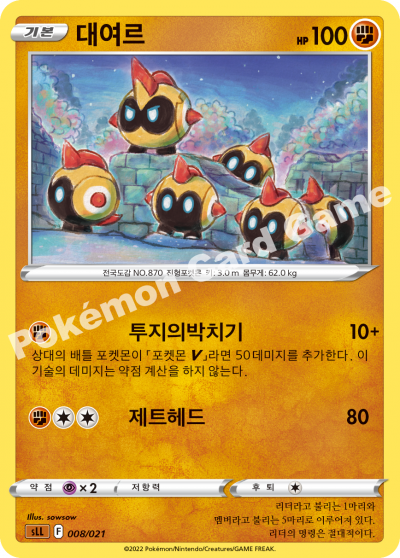 기본 대여르 HP 100
전국도감 NO.870 진형포켓몬 키: 3.0 m 몸무게: 62.0 kg
Pokémon Card Game
투지의박치기 10+
상대의 배틀 포켓몬이 「포켓몬 V」라면 50데미지를 추가한다. 이
기술의 데미지는 약점 계산을 하지 않는다.
제트헤드 80
약점 ×2 저항력 후퇴
Illus. sowsow
sLL F 008/021
리더라고 불리는 1마리와
멤버라고 불리는 5마리로 이루어져 있다.
리더의 명령은 절대적이다.
©2022 Pokémon/Nintendo/Creatures/GAME FREAK.